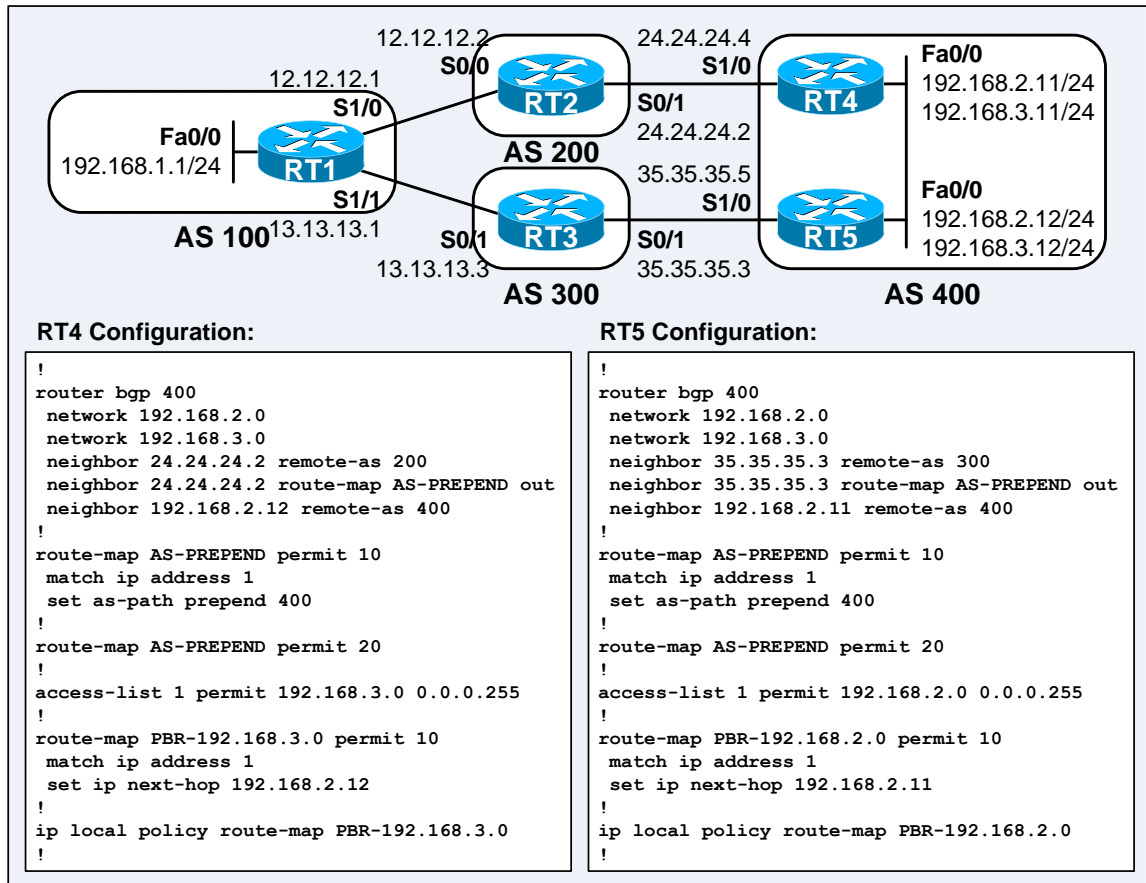 12.12.12.2
24.24.24.4
S0/0
S1/0
Fa0/0
192.168.2.11/24
192.168.3.11/24
12.12.12.1
S1/0
RT2
RT4
S0/1
24.24.24.2
Fa0/0
192.168.1.1/24
RT1
AS 200
35.35.35.5
S1/1
S1/0
Fa0/0
192.168.2.12/24
192.168.3.12/24
AS 100
13.13.13.1
S0/1
RT3
S0/1
RT5
13.13.13.3
35.35.35.3
AS 300
AS 400
RT4 Configuration:
!
router bgp 400
network 192.168.2.0
network 192.168.3.0
neighbor 24.24.24.2 remote-as 200
neighbor 24.24.24.2 route-map AS-PREPEND out
neighbor 192.168.2.12 remote-as 400
!
route-map AS-PREPEND permit 10
match ip address 1
set as-path prepend 400
!
route-map AS-PREPEND permit 20
!
access-list 1 permit 192.168.3.0 0.0.0.255
!
route-map PBR-192.168.3.0 permit 10
match ip address 1
set ip next-hop 192.168.2.12
!
ip local policy route-map PBR-192.168.3.0
!
RT5 Configuration:
!
router bgp 400
network 192.168.2.0
network 192.168.3.0
neighbor 35.35.35.3 remote-as 300
neighbor 35.35.35.3 route-map AS-PREPEND out
neighbor 192.168.2.11 remote-as 400
!
route-map AS-PREPEND permit 10
match ip address 1
set as-path prepend 400
!
route-map AS-PREPEND permit 20
!
access-list 1 permit 192.168.2.0 0.0.0.255
!
route-map PBR-192.168.2.0 permit 10
match ip address 1
set ip next-hop 192.168.2.11
!
ip local policy route-map PBR-192.168.2.0
!